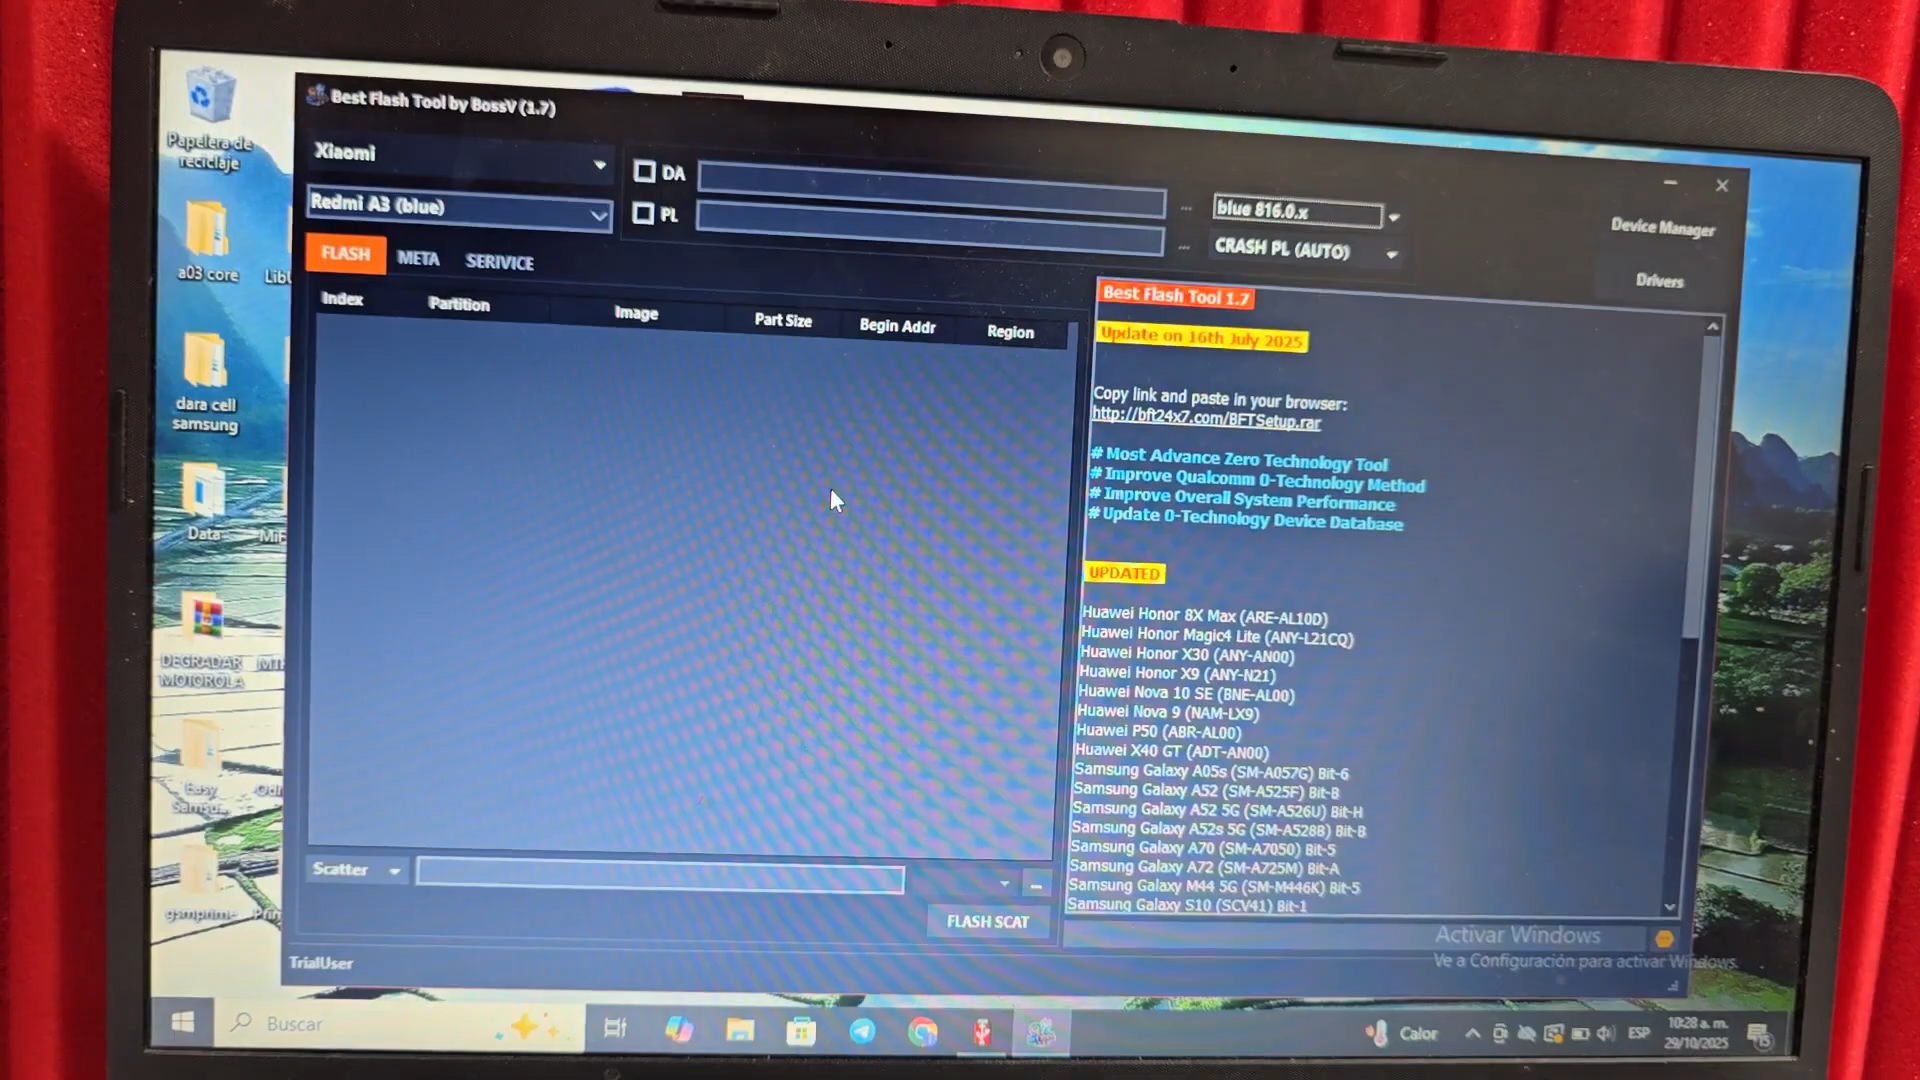 Papelera de
reciclaje
a03 core
dara cell
samsung
Data
DEGRADAR
MOTOROLA
Easy
Samsu...
gsmprime
Best Flash Tool by BossV (1.7)
Xiaomi
Redmi A3 (blue)
DA
...
PL
...
blue 816.0.x
CRASH PL (AUTO)
Device Manager
Drivers
FLASH
META
SERIVICE
Index
Partition
Image
Part Size
Begin Addr
Region
Best Flash Tool 1.7
Update on 16th July 2025
Copy link and paste in your browser:
http://bft24x7.com/BFTSetup.rar
# Most Advance Zero Technology Tool
# Improve Qualcomm 0-Technology Method
# Improve Overall System Performance
# Update 0-Technology Device Database
UPDATED
Huawei Honor 8X Max (ARE-AL10D)
Huawei Honor Magic4 Lite (ANY-L21CQ)
Huawei Honor X30 (ANY-AN00)
Huawei Honor X9 (ANY-N21)
Huawei Nova 10 SE (BNE-AL00)
Huawei Nova 9 (NAM-LX9)
Huawei P50 (ABR-AL00)
Huawei X40 GT (ADT-AN00)
Samsung Galaxy A05s (SM-A057G) Bit-6
Samsung Galaxy A52 (SM-A525F) Bit-B
Samsung Galaxy A52 5G (SM-A526U) Bit-H
Samsung Galaxy A52s 5G (SM-A528B) Bit-B
Samsung Galaxy A70 (SM-A7050) Bit-5
Samsung Galaxy A72 (SM-A725M) Bit-A
Samsung Galaxy M44 5G (SM-M446K) Bit-5
Samsung Galaxy S10 (SCV41) Bit-1
Scatter
...
FLASH SCAT
TrialUser
Activar Windows
Ve a Configuración para activar Windows.
Buscar
Calor
ESP
10:28 a. m.
29/10/2025
15